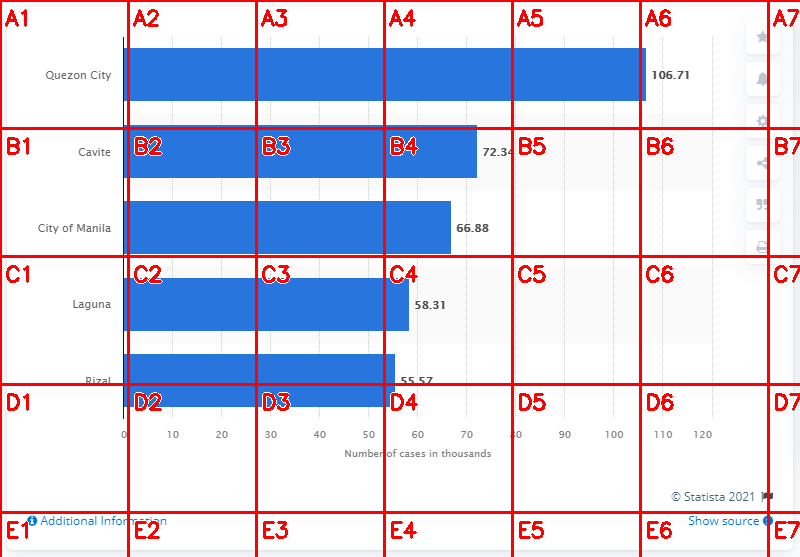 Quezon City 106.71
Cavite 72.34
City of Manila 66.88
Laguna 58.31
Rizal 55.57
0 10 20 30 40 50 60 70 80 90 100 110 120
Number of cases in thousands
© Statista 2021
Additional Information Show source
A1 A2 A3 A4 A5 A6 A7
B1 B2 B3 B4 B5 B6 B7
C1 C2 C3 C4 C5 C6 C7
D1 D2 D3 D4 D5 D6 D7
E1 E2 E3 E4 E5 E6 E7